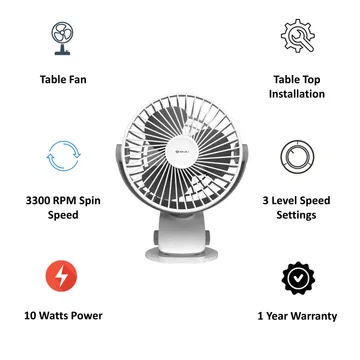 Table Fan
Table Top
Installation
3300 RPM Spin
Speed
3 Level Speed
Settings
10 Watts Power
1 Year Warranty